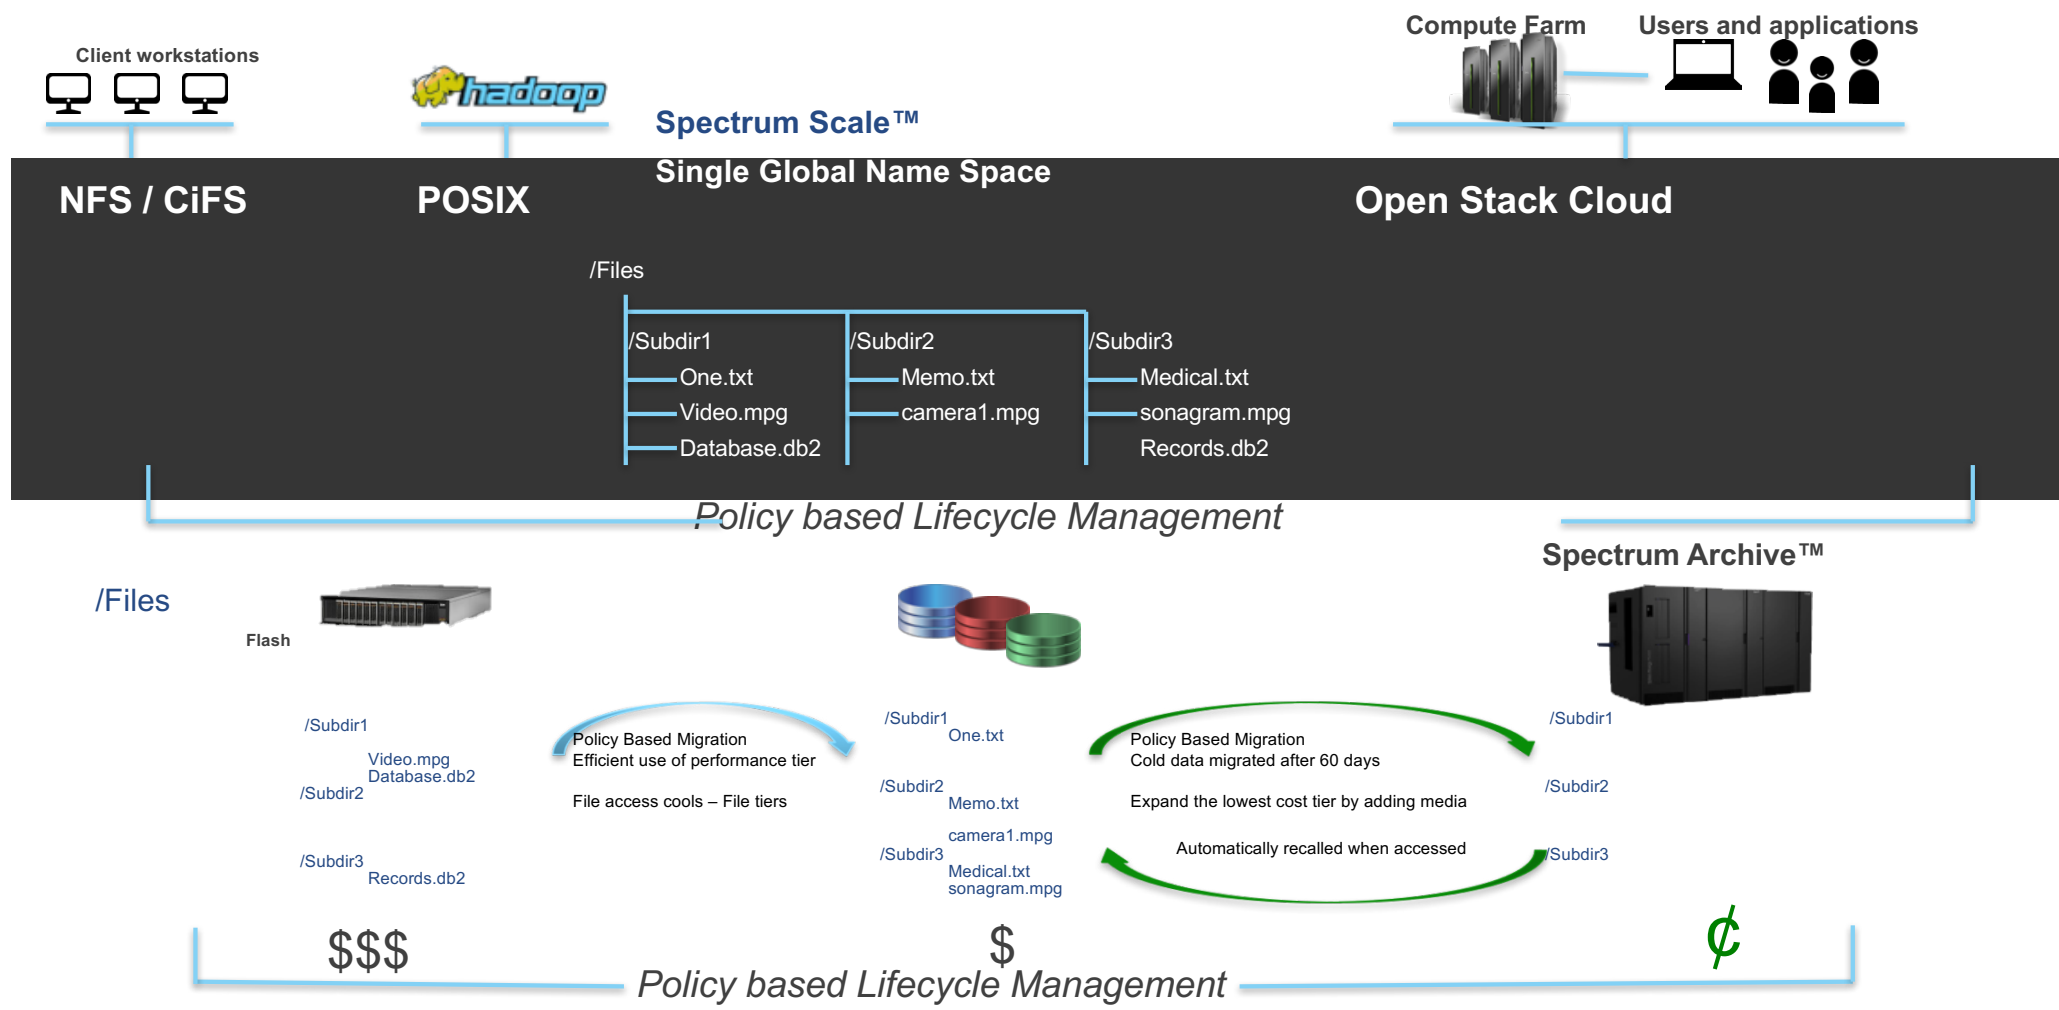 Client workstations
hadoop
Compute Farm
Users and applications
Spectrum Scale™
Single Global Name Space
NFS / CiFS
POSIX
Open Stack Cloud
/Files
/Subdir1
/Subdir2
/Subdir3
One.txt
Memo.txt
Medical.txt
Video.mpg
camera1.mpg
sonagram.mpg
Database.db2
Records.db2
Policy based Lifecycle Management
Spectrum Archive™
/Files
Flash
/Subdir1
Video.mpg
Database.db2
/Subdir2
/Subdir3
Records.db2
Policy Based Migration
Efficient use of performance tier
File access cools – File tiers
/Subdir1
One.txt
/Subdir2
Memo.txt
camera1.mpg
/Subdir3
Medical.txt
sonagram.mpg
Policy Based Migration
Cold data migrated after 60 days
Expand the lowest cost tier by adding media
Automatically recalled when accessed
/Subdir1
/Subdir2
/Subdir3
$$$
$
¢
Policy based Lifecycle Management